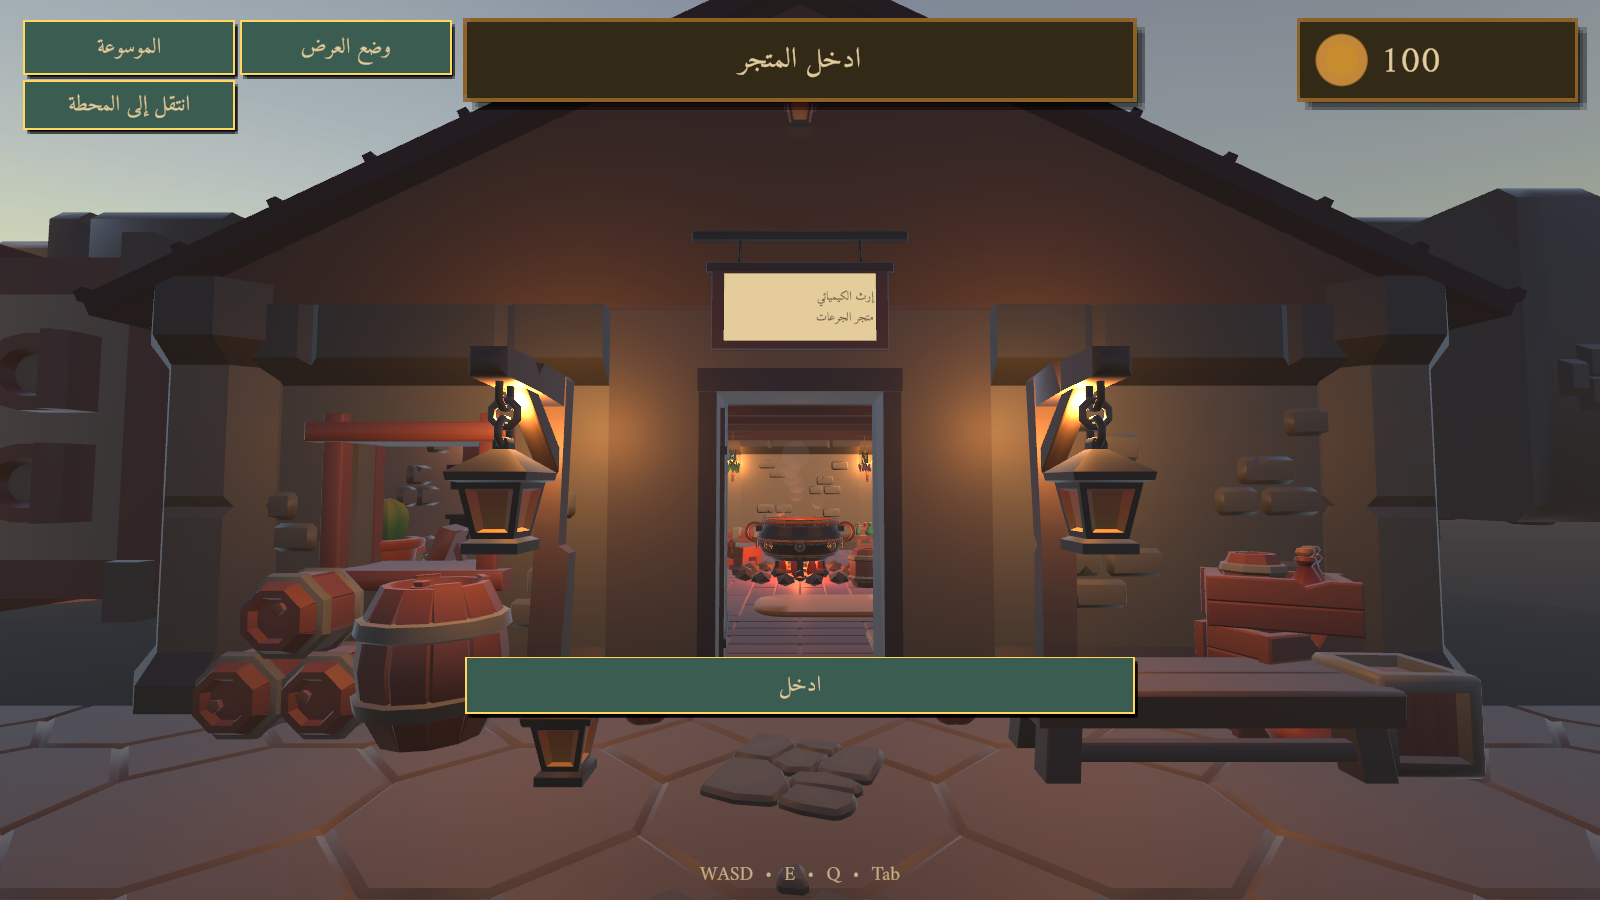 وضع العرض
الموسوعة
انتقل إلى المحطة
ادخل المتجر
100
إرث الكيميائي
متجر الجرعات
ادخل
WASD • E • Q • Tab